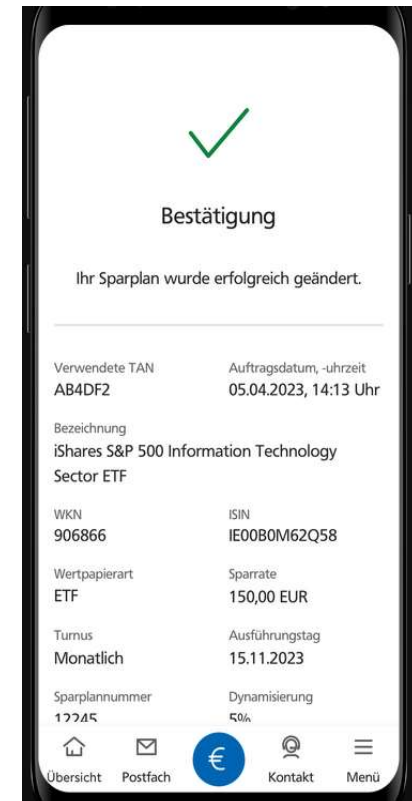 Bestätigung
Ihr Sparplan wurde erfolgreich geändert.
Verwendete TAN
AB4DF2
Auftragsdatum, -uhrzeit
05.04.2023, 14:13 Uhr
Bezeichnung
iShares S&P 500 Information Technology
Sector ETF
WKN
906866
ISIN
IE00B0M62Q58
Wertpapierart
ETF
Sparrate
150,00 EUR
Turnus
Monatlich
Ausführungstag
15.11.2023
Sparplannummer
12245
Dynamisierung
5%
€
Übersicht
Postfach
Kontakt
Menü